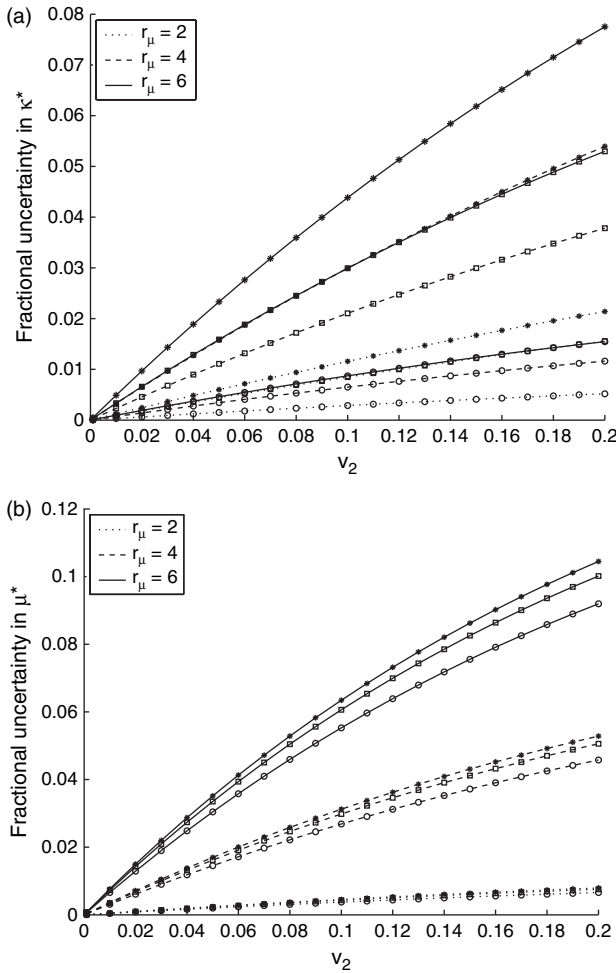 (a)
0.08
0.07
0.06
0.05
0.04
0.03
0.02
0.01
0
Fractional uncertainty in κ*
r_μ = 2
r_μ = 4
r_μ = 6
0 0.02 0.04 0.06 0.08 0.1 0.12 0.14 0.16 0.18 0.2
v₂
(b)
0.12
0.1
0.08
0.06
0.04
0.02
0
Fractional uncertainty in μ*
r_μ = 2
r_μ = 4
r_μ = 6
0 0.02 0.04 0.06 0.08 0.1 0.12 0.14 0.16 0.18 0.2
v₂